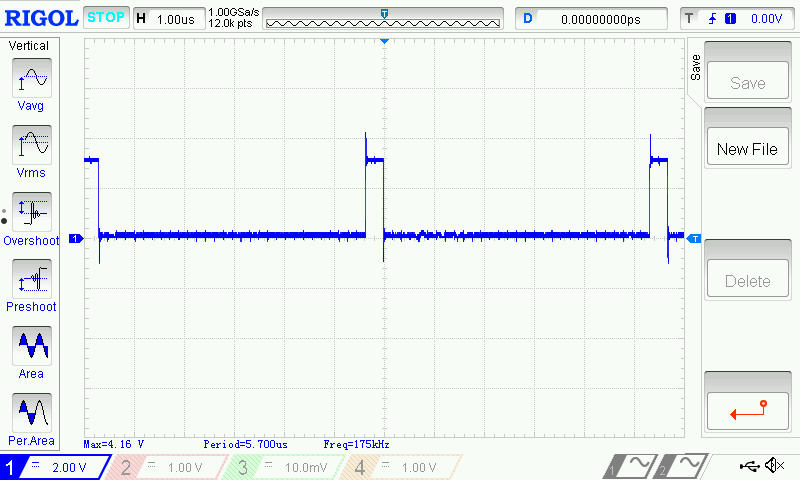 RIGOL STOP H 1.00us 1.00GSa/s 12.0k pts T D 0.00000000ps T 1 0.00V
Vertical
Vavg
Vrms
Overshoot
Preshoot
Area
Per.Area
1
T
Save
Save
New File
Delete
Max=4.16 V Period=5.700us Freq=175kHz
1 2.00 V 2 1.00 V 3 10.0mV 4 1.00 V 1 2